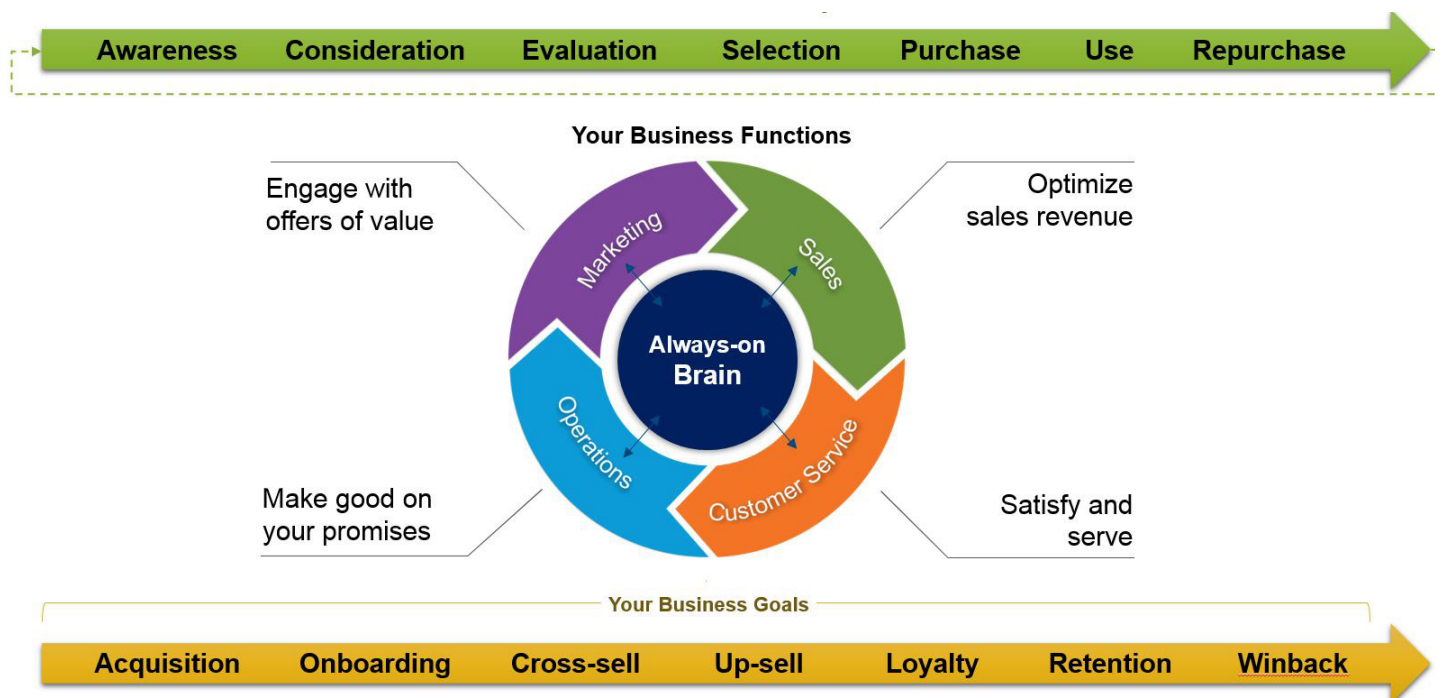 Awareness Consideration Evaluation Selection Purchase Use Repurchase
Your Business Functions
Engage with
offers of value
Optimize
sales revenue
Marketing
Sales
Always-on
Brain
Operations
Customer Service
Make good on
your promises
Satisfy and
serve
Your Business Goals
Acquisition Onboarding Cross-sell Up-sell Loyalty Retention Winback